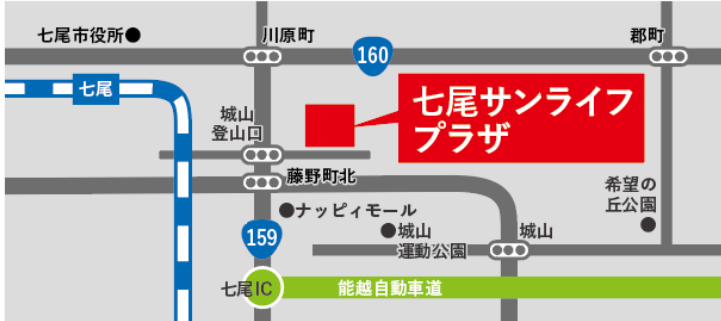 七尾市役所
川原町
160
郡町
七尾
七尾サンライフ
プラザ
城山
登山口
藤野町北
希望の
丘公園
ナッピィモール
159
城山
運動公園
城山
七尾IC
能越自動車道